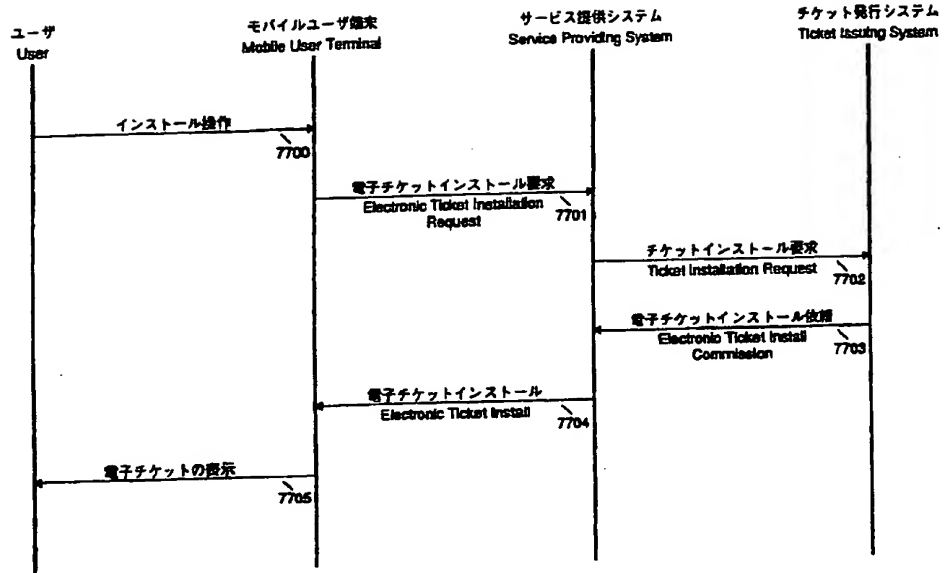 ユーザ
User
モバイルユーザ端末
Mobile User Terminal
サービス提供システム
Service Providing System
チケット発行システム
Ticket Issuing System
インストール操作
7700
電子チケットインストール要求
Electronic Ticket Installation
Request
7701
チケットインストール要求
Ticket Installation Request
7702
電子チケットインストール依頼
Electronic Ticket Install
Commission
7703
電子チケットインストール
Electronic Ticket Install
7704
電子チケットの提示
7705